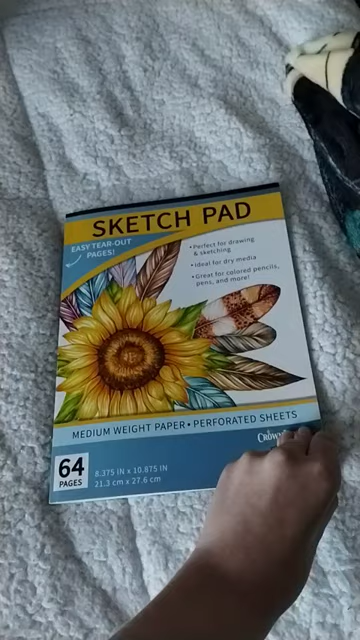 SKETCH PAD
EASY TEAR-OUT
PAGES!
• Perfect for drawing
& sketching
• Ideal for dry media
• Great for colored pencils,
pens, and more!
MEDIUM WEIGHT PAPER • PERFORATED SHEETS
64
PAGES
8.375 IN x 10.875 IN
21.3 cm x 27.6 cm